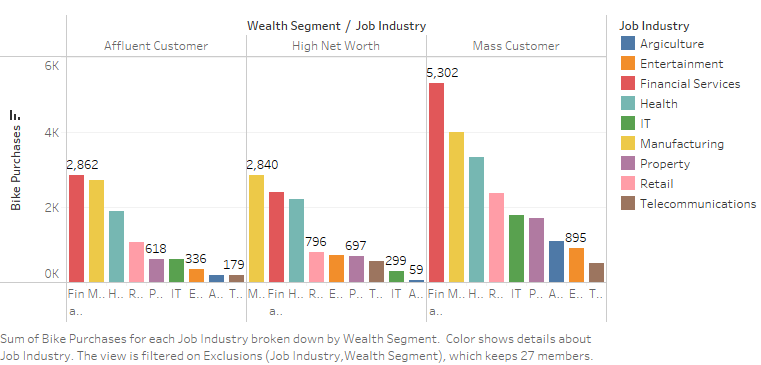 Wealth Segment / Job Industry
Affluent Customer
High Net Worth
Mass Customer
Bike Purchases
6K
4K
2K
0K
2,862
618
336
179
2,840
796
697
299
59
5,302
895
Fin M.. H.. R.. P.. IT E.. A.. T..
a..
M.. Fin H.. R.. E.. P.. T.. IT A..
a..
Fin M.. H.. R.. IT P.. A.. E.. T..
a..
Job Industry
Argiculture
Entertainment
Financial Services
Health
IT
Manufacturing
Property
Retail
Telecommunications
Sum of Bike Purchases for each Job Industry broken down by Wealth Segment. Color shows details about
Job Industry. The view is filtered on Exclusions (Job Industry,Wealth Segment), which keeps 27 members.